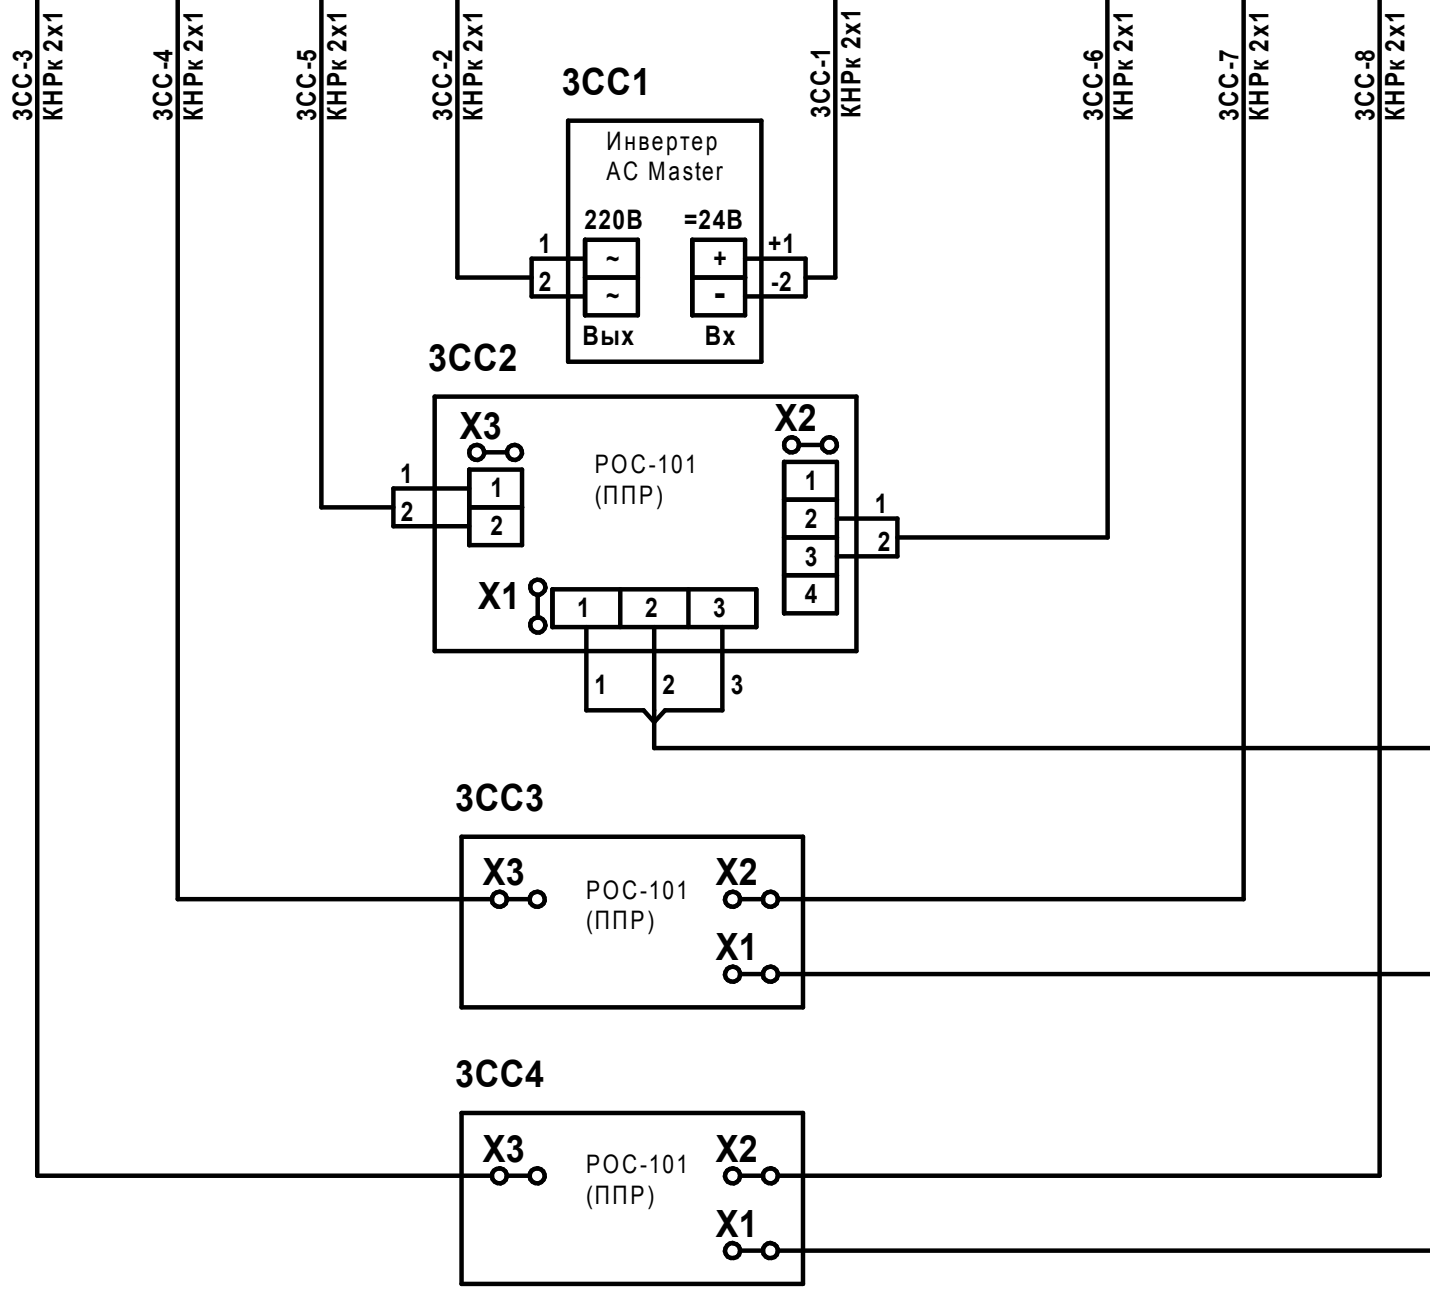 3СС-3
КНРк 2х1
3СС-4
КНРк 2х1
3СС-5
КНРк 2х1
3СС-2
КНРк 2х1
3СС-1
КНРк 2х1
3СС-6
КНРк 2х1
3СС-7
КНРк 2х1
3СС-8
КНРк 2х1
3СС1
Инвертер
AC Master
220В =24В
1 ~ + +1
2 ~ - -2
Вых Вх
3СС2
Х3 Х2
РОС-101
(ППР)
1 1
2 2
1
2 1
3 2
4
Х1 1 2 3
1 2 3
3СС3
Х3 РОС-101 Х2
(ППР)
Х1
3СС4
Х3 РОС-101 Х2
(ППР)
Х1